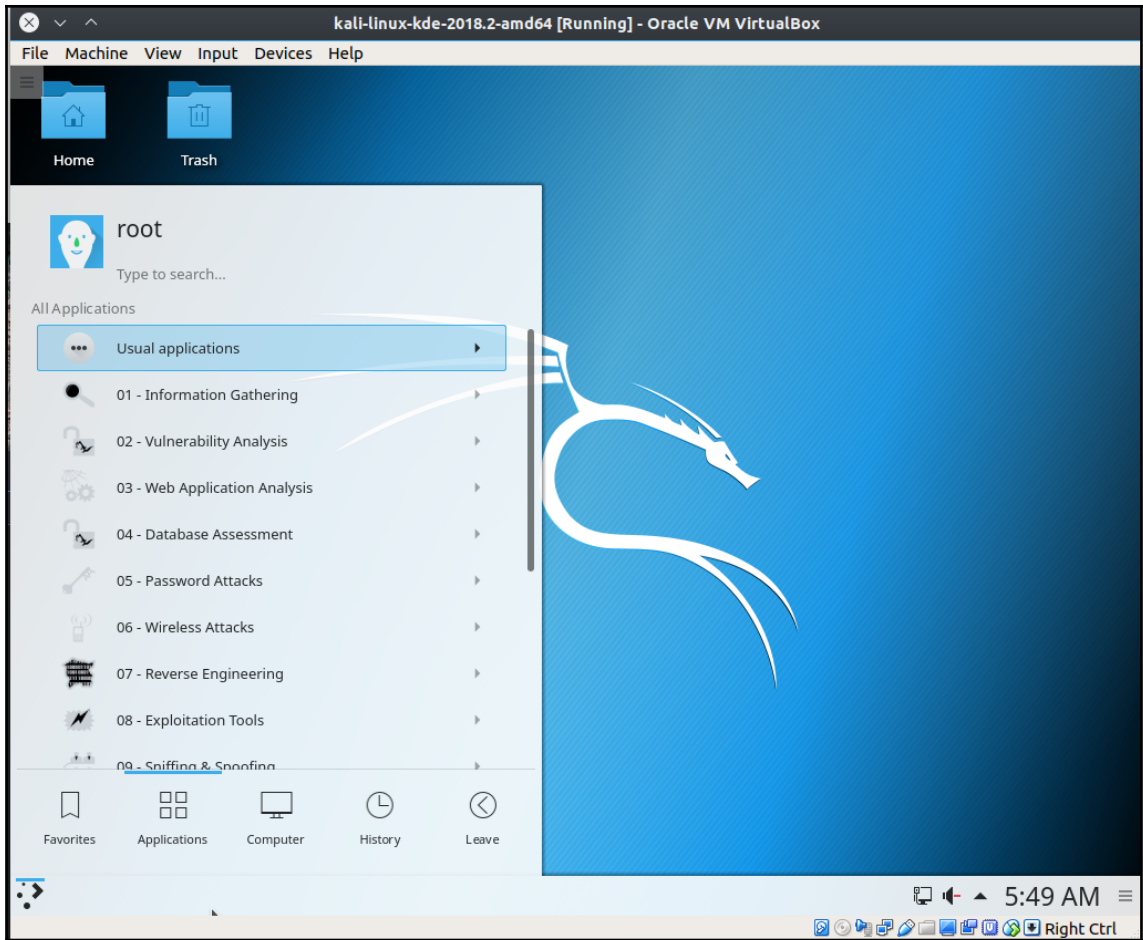 kali-linux-kde-2018.2-amd64 [Running] - Oracle VM VirtualBox
File Machine View Input Devices Help
Home Trash
root
Type to search...
All Applications
Usual applications
01 - Information Gathering
02 - Vulnerability Analysis
03 - Web Application Analysis
04 - Database Assessment
05 - Password Attacks
06 - Wireless Attacks
07 - Reverse Engineering
08 - Exploitation Tools
09 - Sniffing & Spoofing
Favorites Applications Computer History Leave
5:49 AM
Right Ctrl